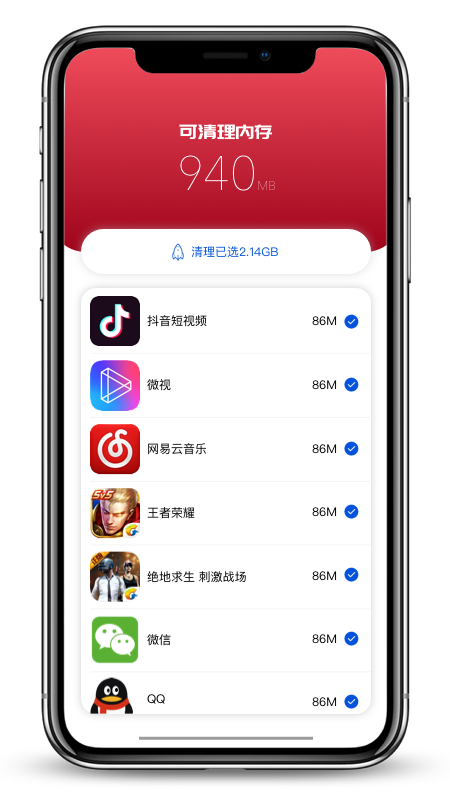 可清理内存
940MB
清理已选2.14GB
抖音短视频 86M
微视 86M
网易云音乐 86M
5v5
王者荣耀 86M
绝地求生 刺激战场 86M
微信 86M
QQ 86M